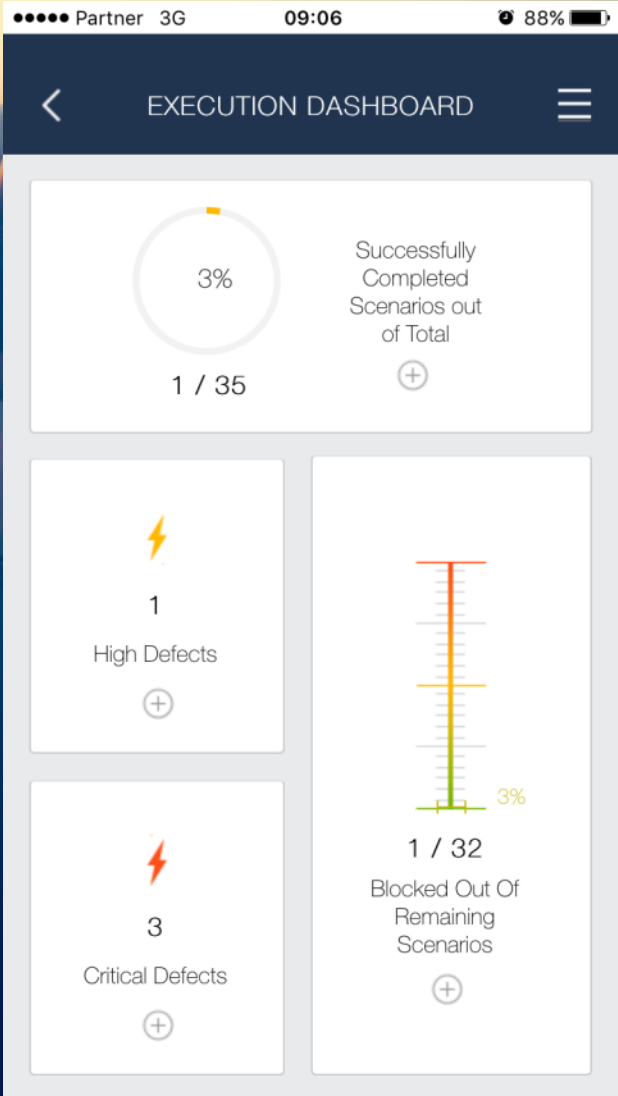 Partner 3G 09:06 88%
EXECUTION DASHBOARD
3%
1 / 35
Successfully
Completed
Scenarios out
of Total
1
High Defects
3
Critical Defects
3%
1 / 32
Blocked Out Of
Remaining
Scenarios